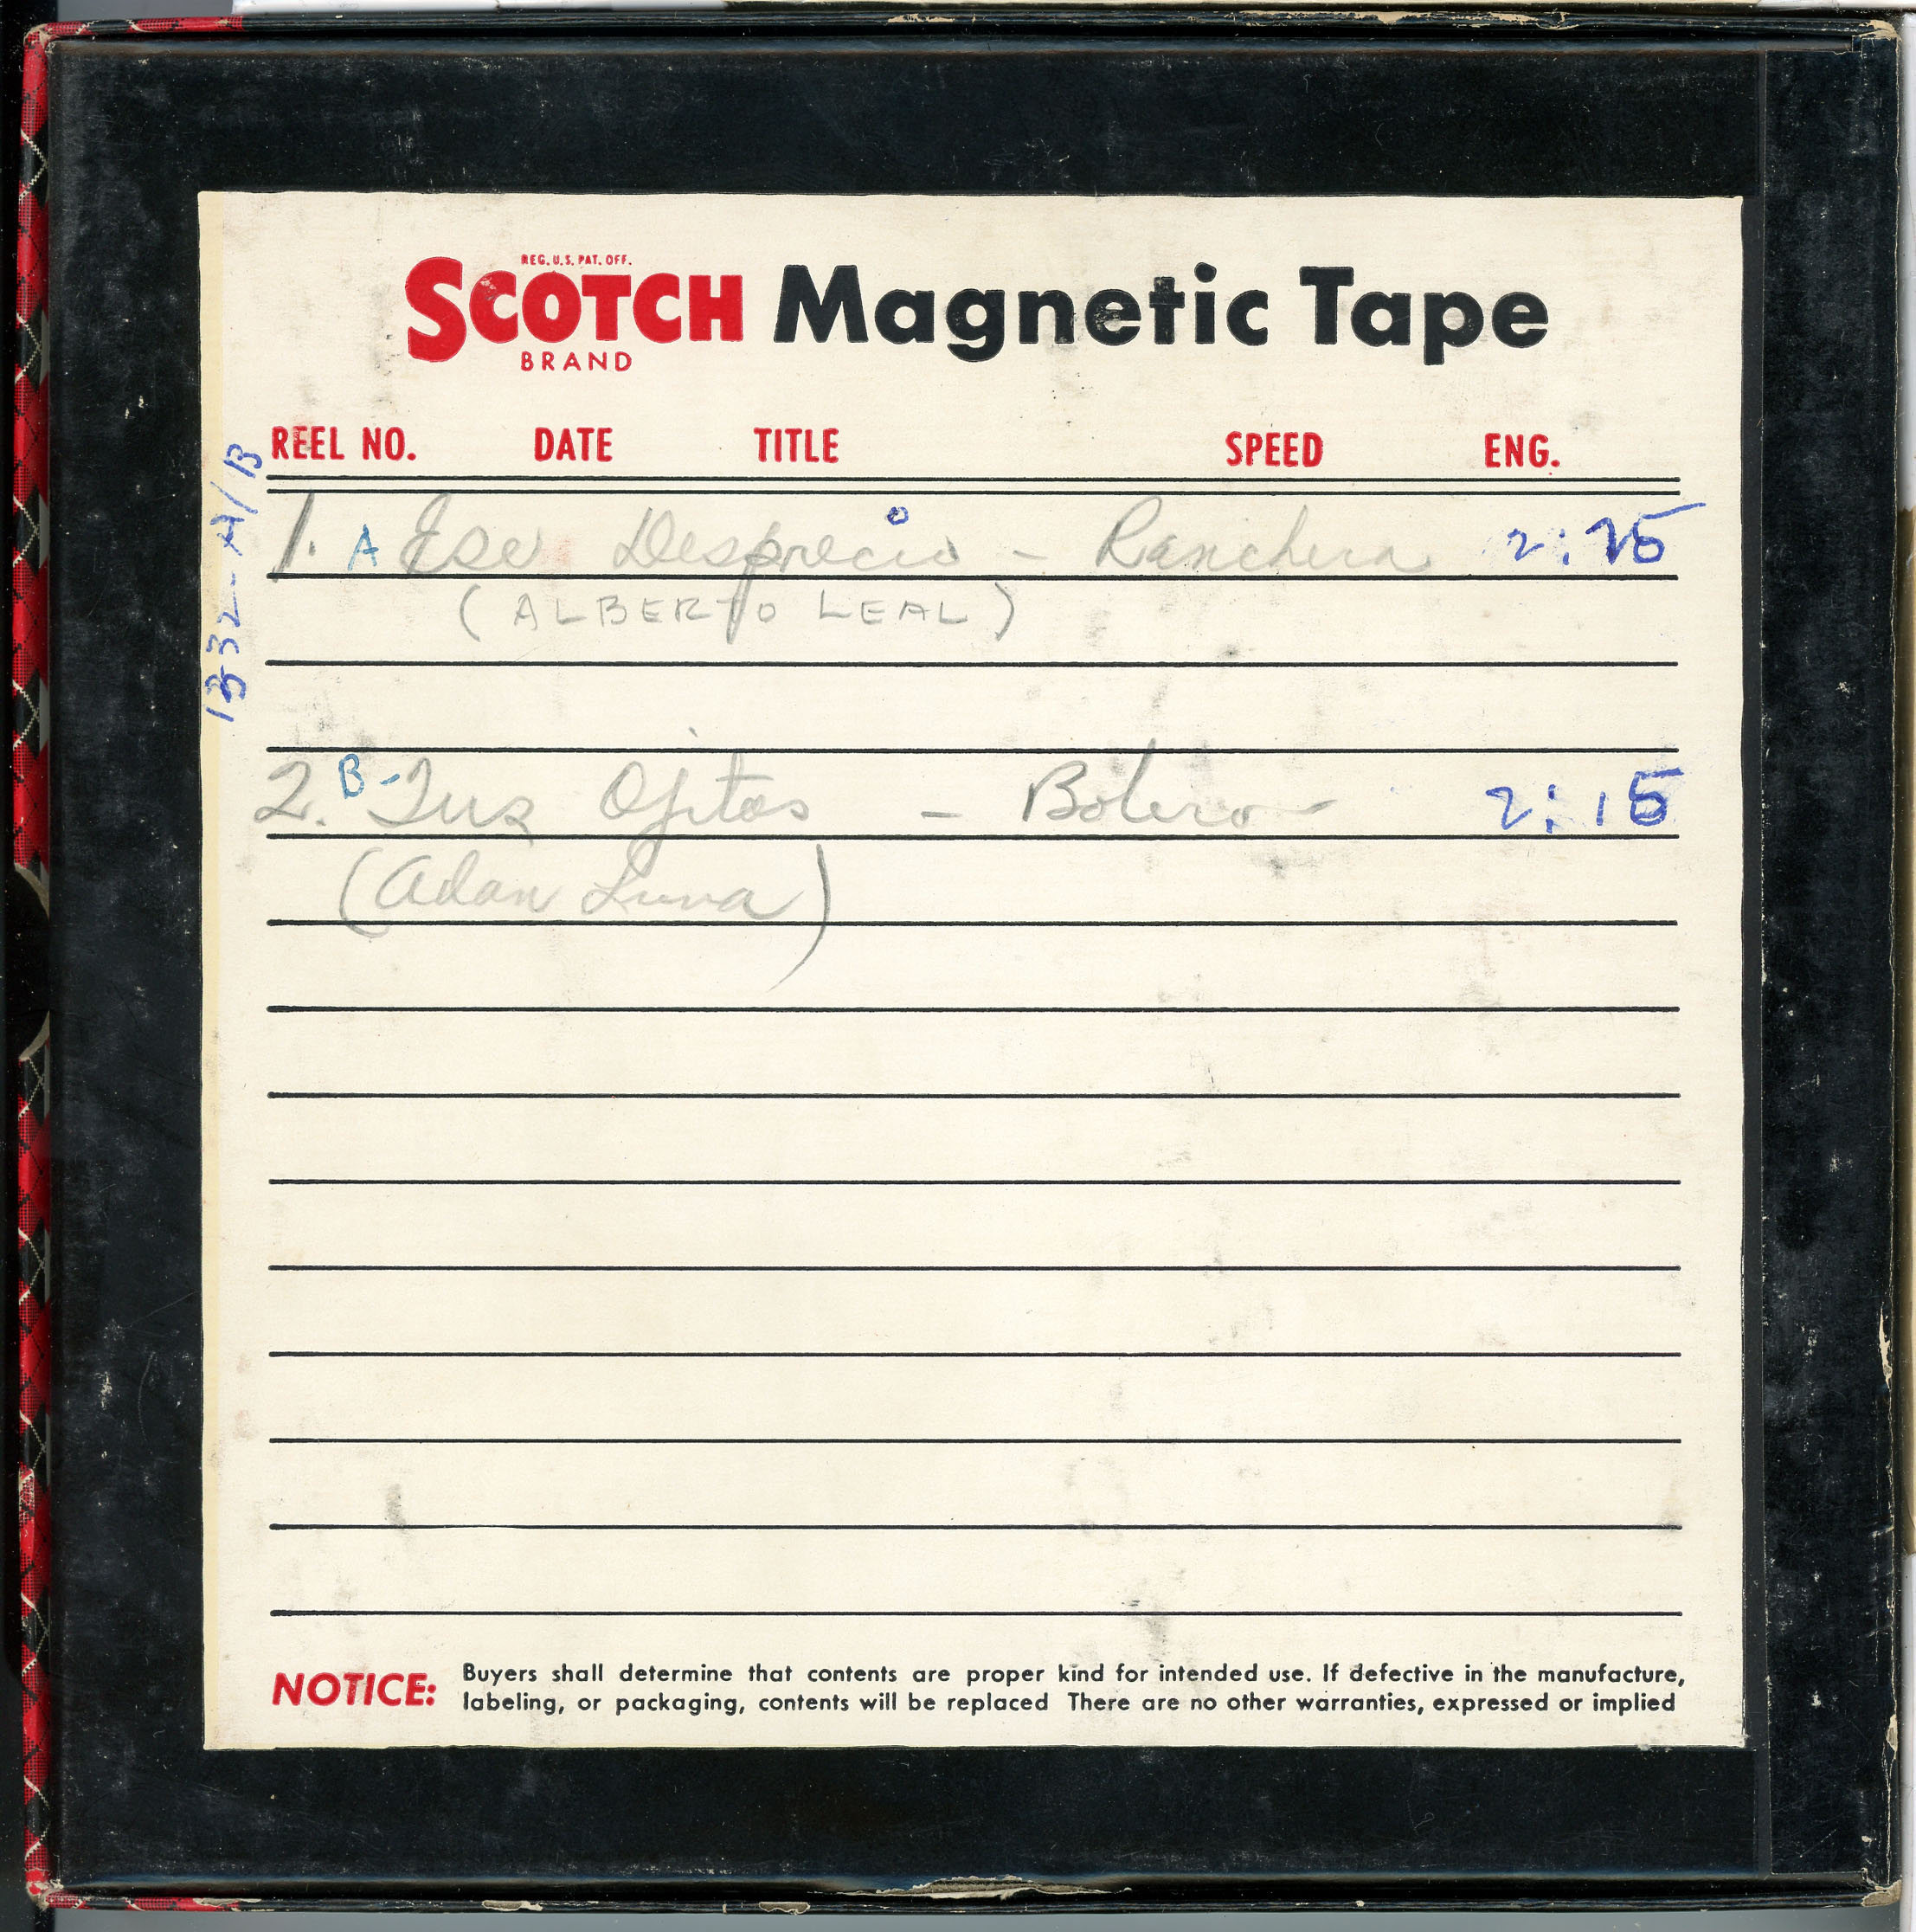 REG. U.S. PAT. OFF.
SCOTCH Magnetic Tape
BRAND
REEL NO. DATE TITLE SPEED ENG.
1. A Ese Desprecio - Ranchera 2:
(ALBERTO LEAL)
2. B- Tus Ojitos - Bolero 2:15
(Adan Luna)
NOTICE: Buyers shall determine that contents are proper kind for intended use. If defective in the manufacture,
labeling, or packaging, contents will be replaced There are no other warranties, expressed or implied